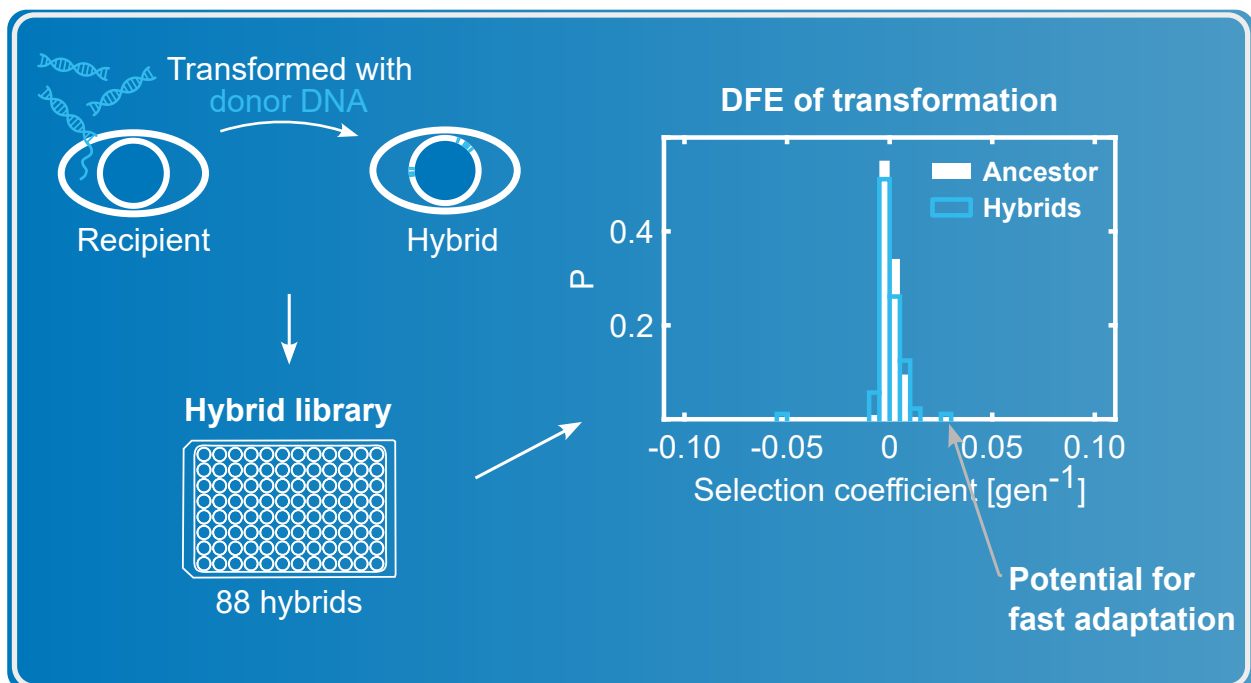 Transformed with
donor DNA
Recipient
Hybrid
Hybrid library
88 hybrids
DFE of transformation
Ancestor
Hybrids
P
0.4
0.2
-0.10
-0.05
0
0.05
0.10
Selection coefficient [gen⁻¹]
Potential for
fast adaptation